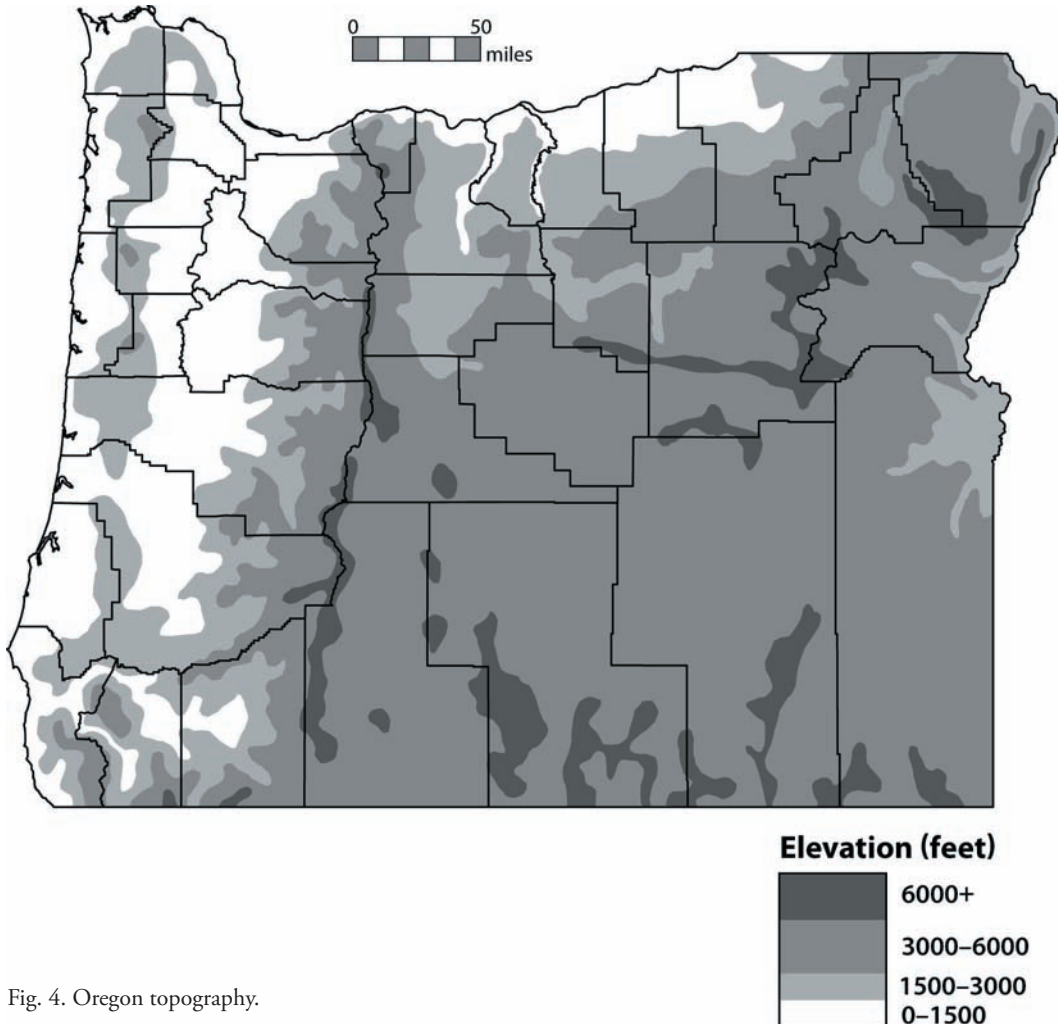 0 50
miles
Elevation (feet)
6000+
3000–6000
1500–3000
0–1500
Fig. 4. Oregon topography.